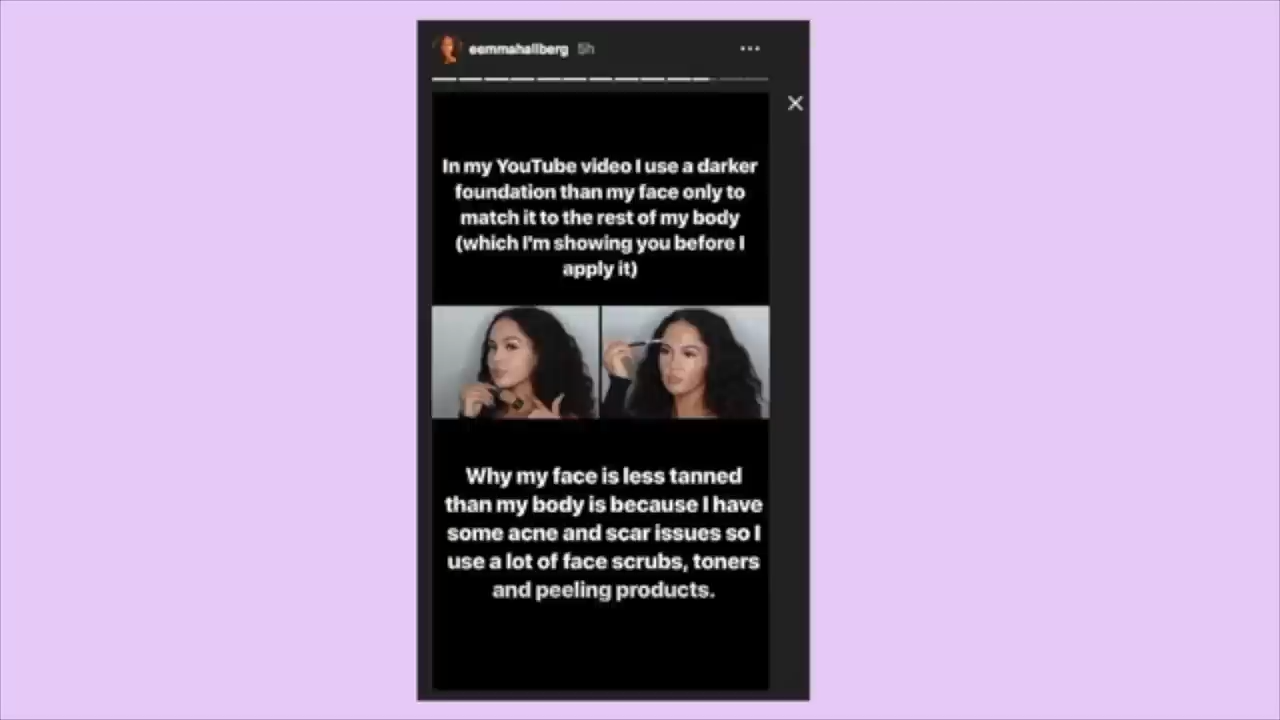 eemmahallberg 5h
In my YouTube video I use a darker
foundation than my face only to
match it to the rest of my body
(which I'm showing you before I
apply it)
Why my face is less tanned
than my body is because I have
some acne and scar issues so I
use a lot of face scrubs, toners
and peeling products.